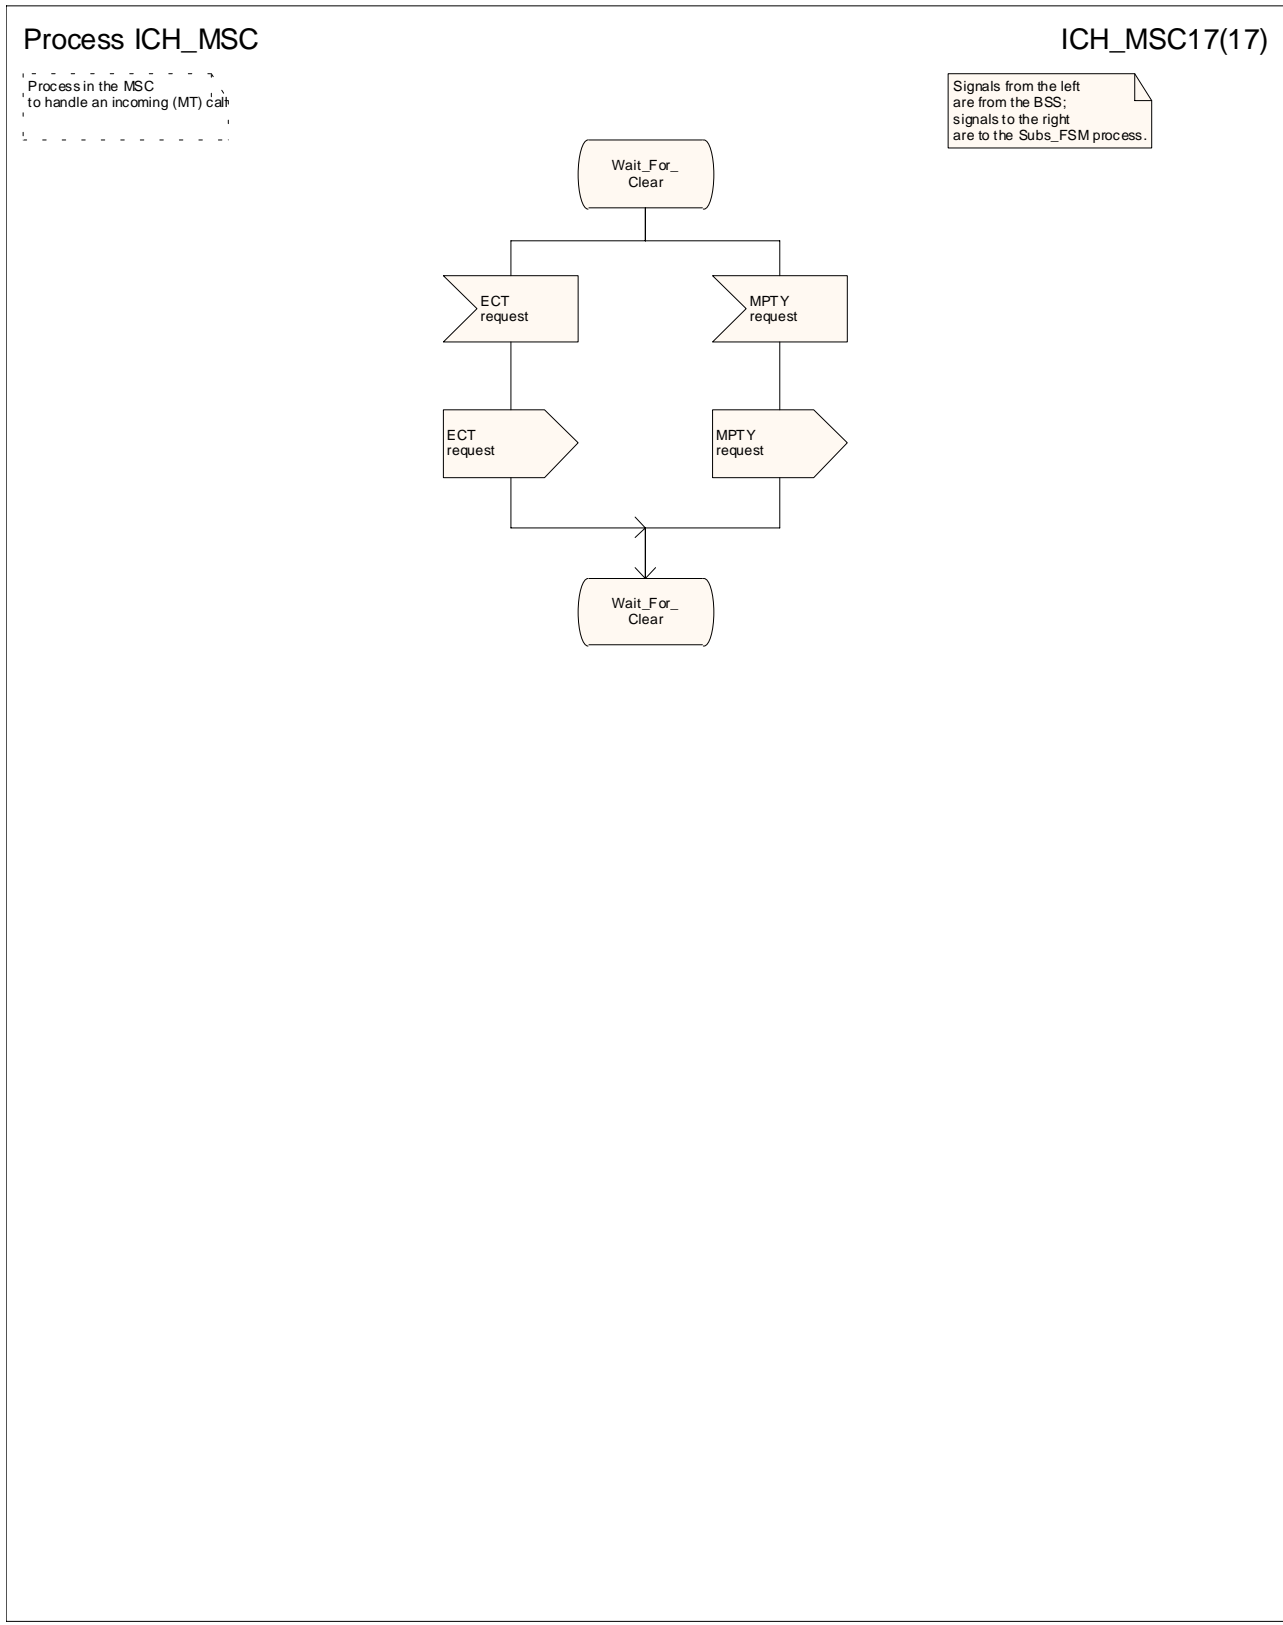 Process ICH_MSC
ICH_MSC17(17)
Process in the MSC
to handle an incoming (MT) call
Signals from the left
are from the BSS;
signals to the right
are to the Subs_FSM process.
Wait_For_
Clear
ECT
request
MPTY
request
ECT
request
MPTY
request
Wait_For_
Clear